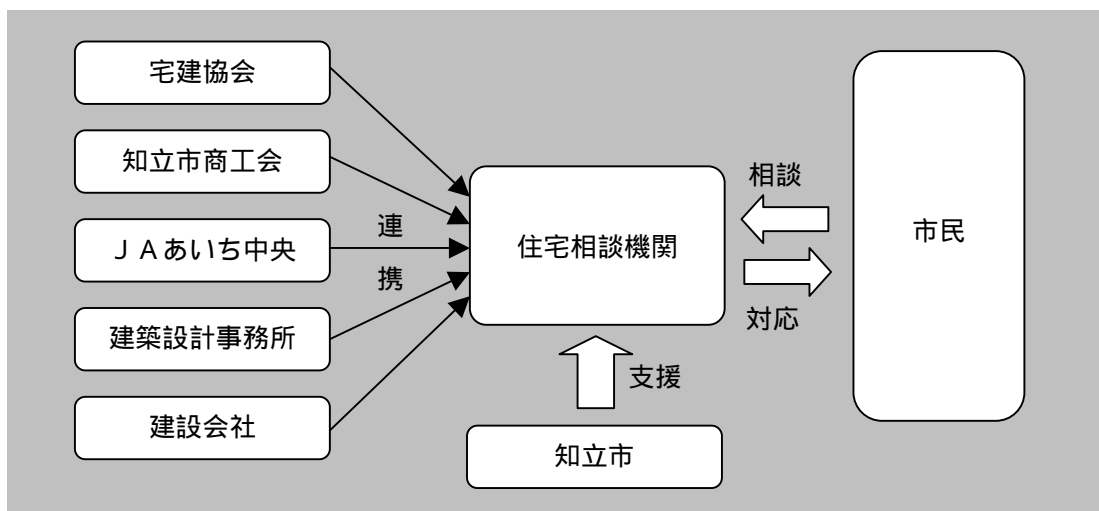 宅建協会
知立市商工会
ＪＡあいち中央
建築設計事務所
建設会社
連
携
住宅相談機関
相談
対応
支援
知立市
市民